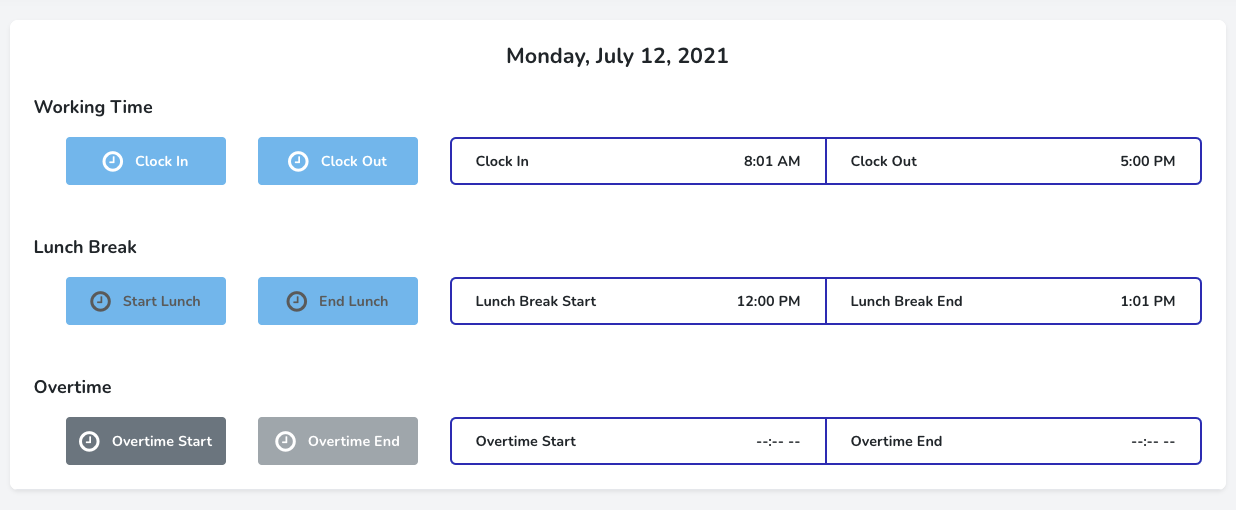 Monday, July 12, 2021
Working Time
Clock In Clock Out Clock In 8:01 AM Clock Out 5:00 PM
Lunch Break
Start Lunch End Lunch Lunch Break Start 12:00 PM Lunch Break End 1:01 PM
Overtime
Overtime Start Overtime End Overtime Start --:-- -- Overtime End --:-- --